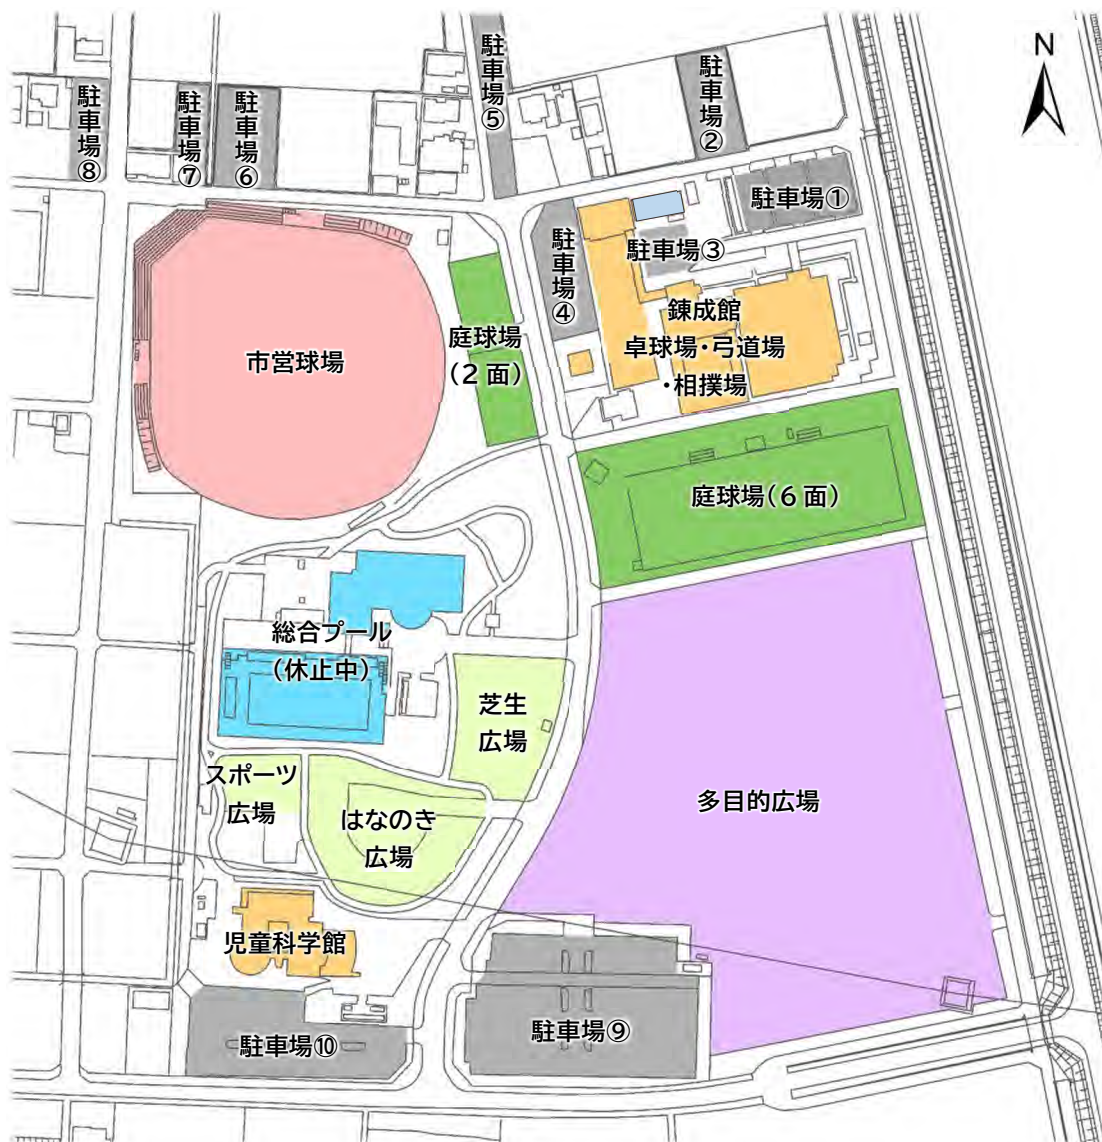 N
駐車場⑤
駐車場②
駐車場⑧
駐車場⑦
駐車場⑥
駐車場①
駐車場③
駐車場④
錬成館
卓球場・弓道場
・相撲場
庭球場
（2 面）
市営球場
庭球場（6 面）
総合プール
（休止中）
芝生
広場
スポーツ
広場
はなのき
広場
多目的広場
児童科学館
駐車場⑨
駐車場⑩